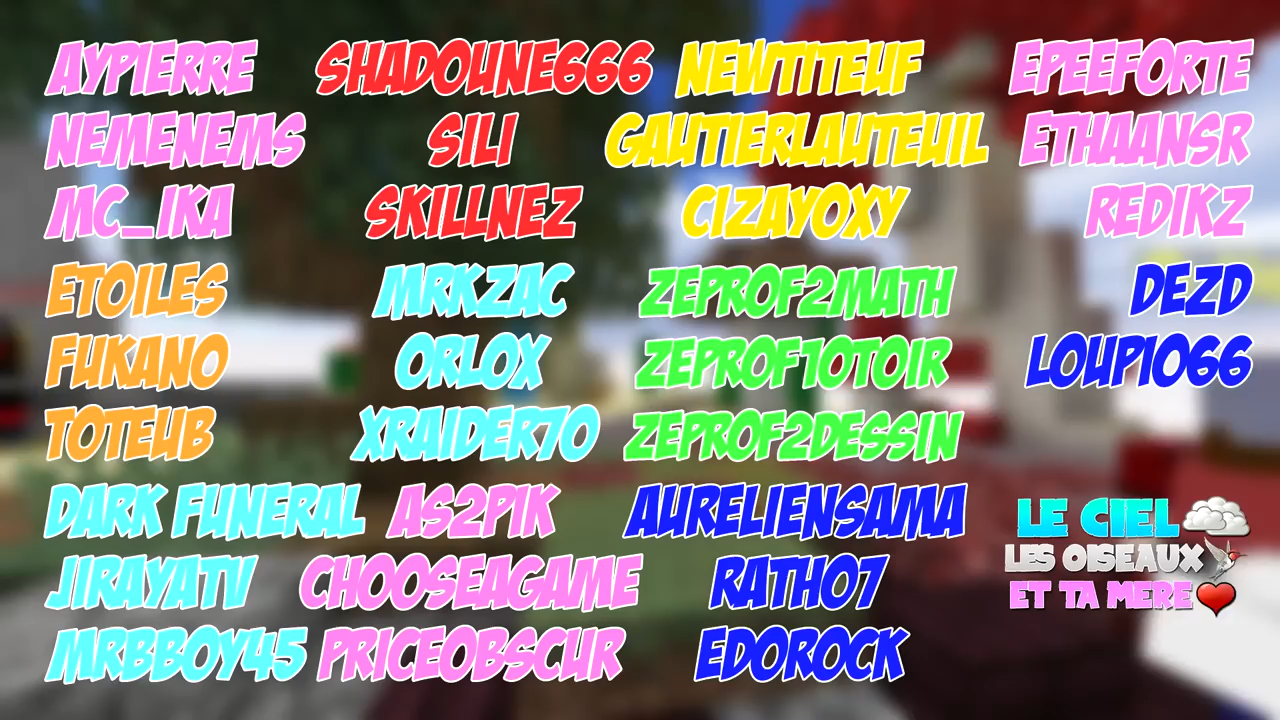 AYPIERRE SHADOUNE666 NEWTITEUF EPEEFORTE
NEMENEMS SILI GAUTIERLAUTEUIL ETHAANSR
MC_IKA SKILLNEZ CIZAYOXY REDIKZ
ETOILES MRKZAC ZEPROF2MATH DEZD
FUKANO ORLOX ZEPROF1OTOIR LOUPIO66
TOTEUB XRAIDER70 ZEPROF2DESSIN
DARK FUNERAL AS2PIK AURELIENSAMA
JIRAYATV CHOOSEAGAME RATH07
MRBBOY45 PRICEOBSCUR EDOROCK
LE CIEL
LES OISEAUX
ET TA MERE